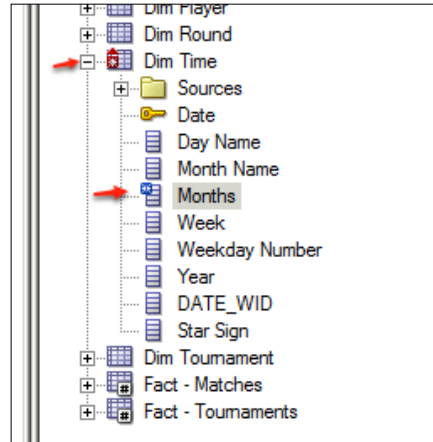 Dim Player
Dim Round
Dim Time
Sources
Date
Day Name
Month Name
Months
Week
Weekday Number
Year
DATE_WID
Star Sign
Dim Tournament
Fact - Matches
Fact - Tournaments